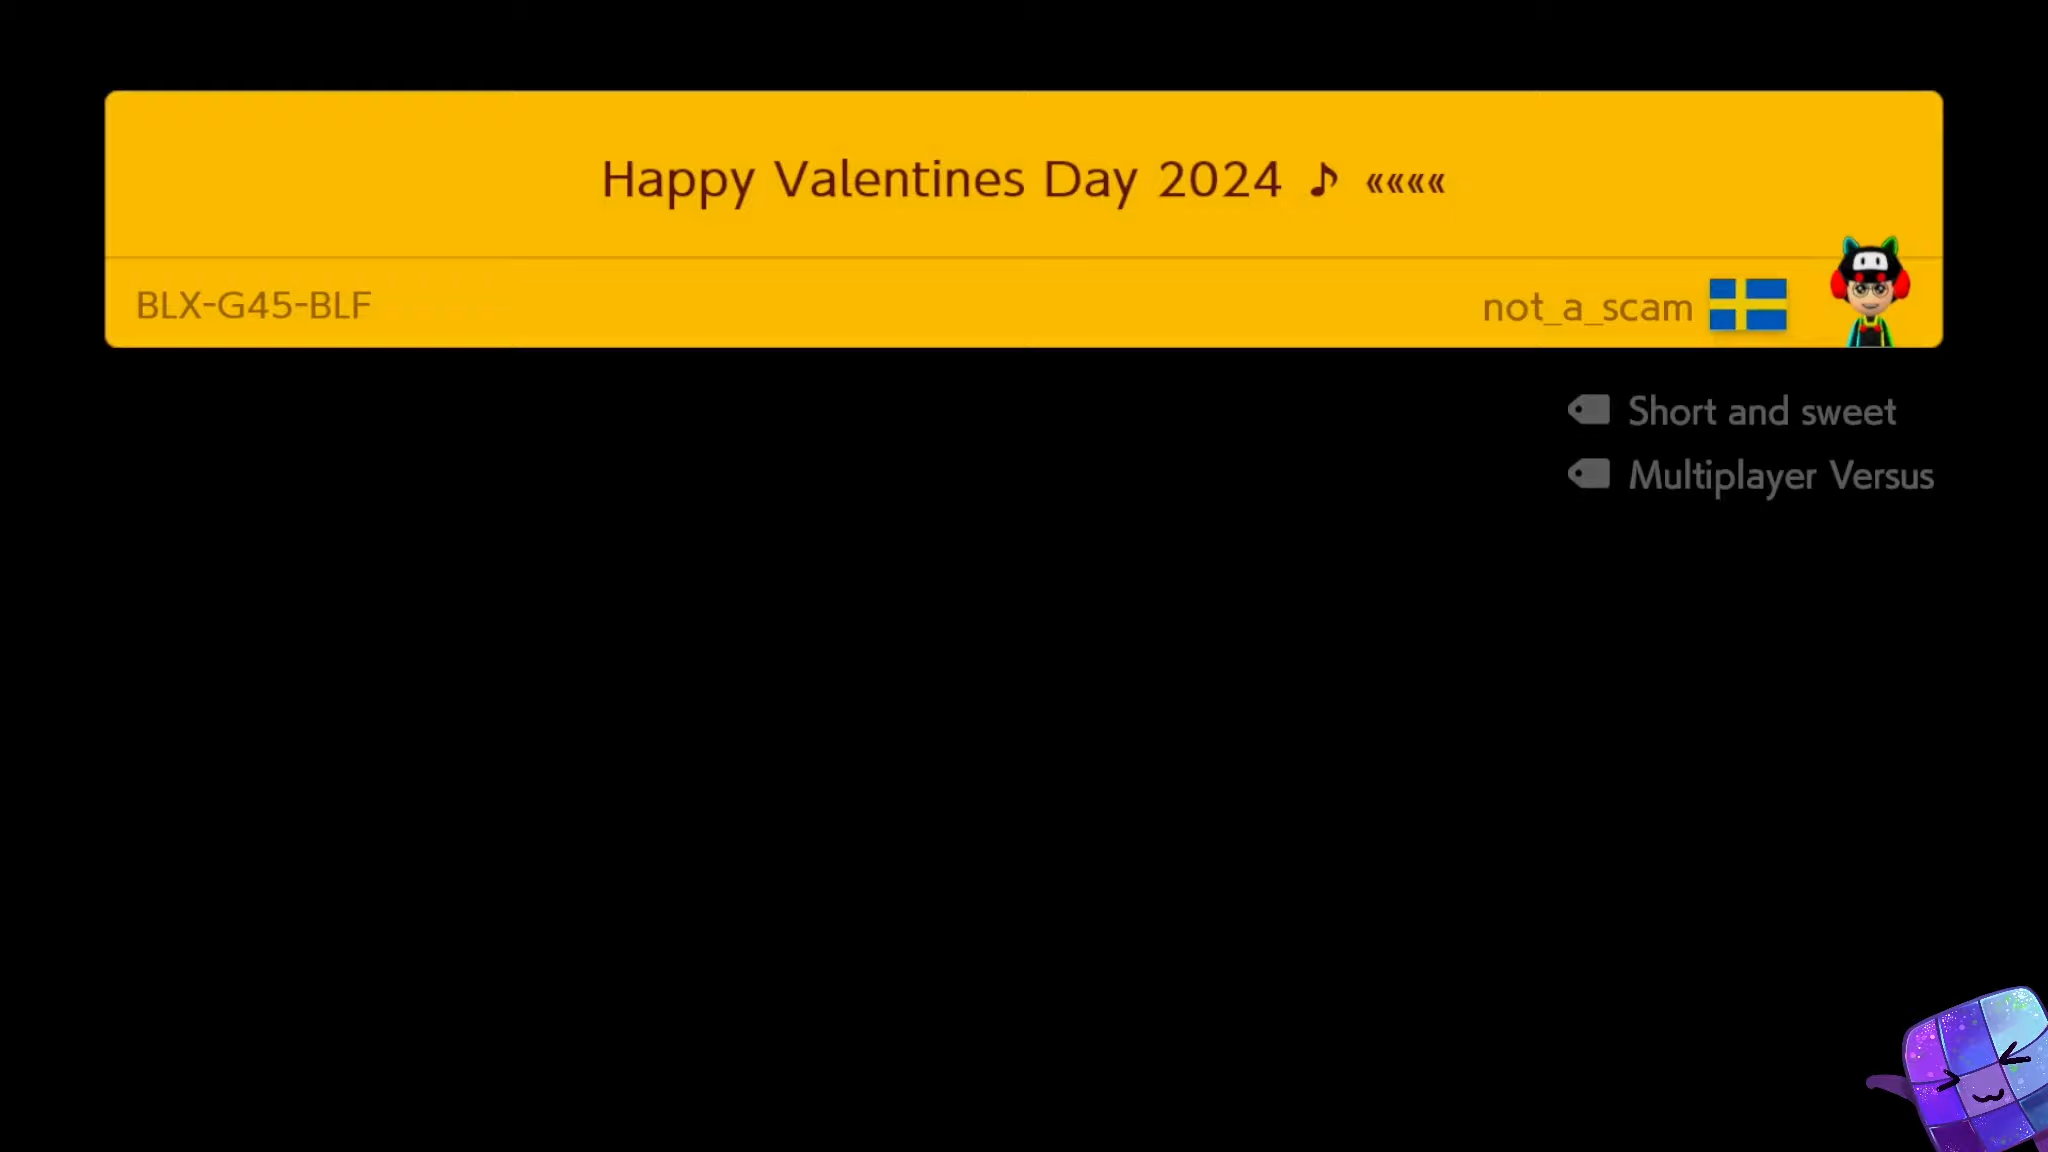 Happy Valentines Day 2024 ♪ ««««
BLX-G45-BLF
not_a_scam
Short and sweet
Multiplayer Versus